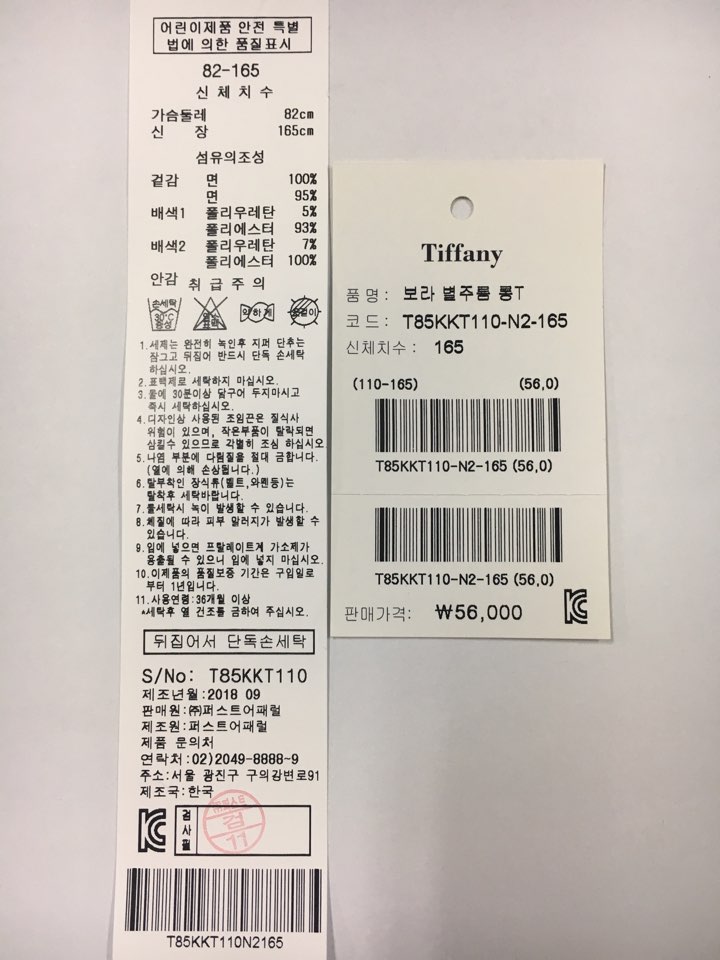 어린이제품 안전 특별
법에 의한 품질표시
82-165
신 체 치 수
가슴둘레 82cm
신 장 165cm
섬유의조성
겉감 면 100%
면 95%
배색1 폴리우레탄 5%
폴리에스터 93%
배색2 폴리우레탄 7%
폴리에스터 100%
안감 취 급 주 의
손세탁
30℃
중성
염소
표백
약하게
옷걸이
1.세제는 완전히 녹인후 지퍼 단추는
잠그고 뒤집어 반드시 단독 손세탁
하십시오.
2.표백제로 세탁하지 마십시오.
3.물에 30분이상 담구어 두지마시고
즉시 세탁하십시오.
4.디자인상 사용된 조임끈은 질식사
위험이 있으며, 작은부품이 탈락되면
삼킬수 있으므로 각별히 조심 하십시오
5.나염 부분에 다림질을 절대 금합니다.
(열에 의해 손상됩니다.)
6.탈부착인 장식류(벨트,와펜등)는
탈착후 세탁바랍니다.
7.물세탁시 녹이 발생할 수 있습니다.
8.체질에 따라 피부 말러지가 발생할 수
있습니다.
9.입에 넣으면 프탈레이트계 가소제가
용출될 수 있으니 입에 넣지 마십시오.
10.이제품의 품질보증 기간은 구입일로
부터 1년입니다.
11.사용연령:36개월 이상
*세탁후 열 건조를 금하여 주십시오.
뒤집어서 단독손세탁
S/No: T85KKT110
제조년월:2018 09
판매원:㈜퍼스트어패럴
제조원:퍼스트어패럴
제품 문의처
연락처:02)2049-8888~9
주소:서울 광진구 구의강변로91
제조국:한국
검사필
검
11
T85KKT110N2165
Tiffany
품 명 : 보라 별주름 롱T
코 드 : T85KKT110-N2-165
신체치수 : 165
(110-165) (56,0)
T85KKT110-N2-165 (56,0)
T85KKT110-N2-165 (56,0)
판매가격: ₩56,000